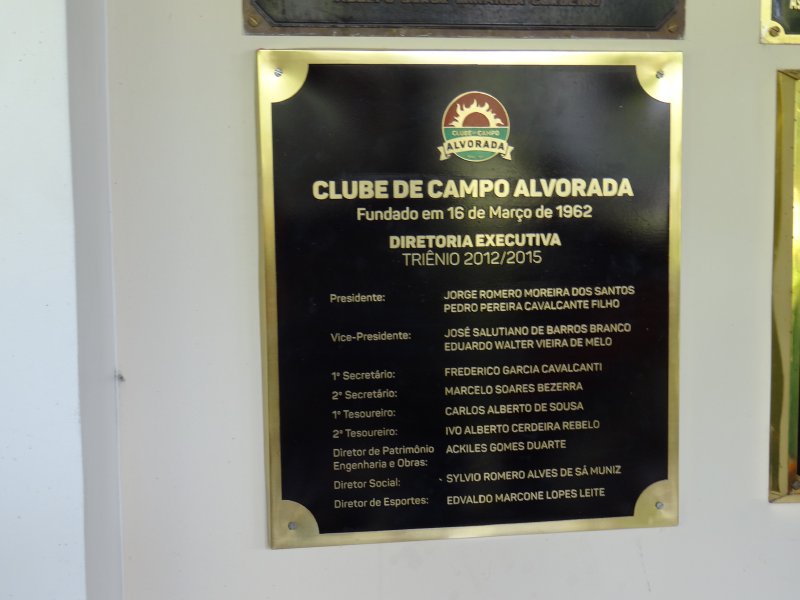 CLUBE DE CAMPO
ALVORADA
CLUBE DE CAMPO ALVORADA
Fundado em 16 de Março de 1962
DIRETORIA EXECUTIVA
TRIÊNIO 2012/2015
Presidente: JORGE ROMERO MOREIRA DOS SANTOS
PEDRO PEREIRA CAVALCANTE FILHO
Vice-Presidente: JOSÉ SALUTIANO DE BARROS BRANCO
EDUARDO WALTER VIEIRA DE MELO
1º Secretário: FREDERICO GARCIA CAVALCANTI
2º Secretário: MARCELO SOARES BEZERRA
1º Tesoureiro: CARLOS ALBERTO DE SOUSA
2º Tesoureiro: IVO ALBERTO CERDEIRA REBELO
Diretor de Patrimônio ACKILES GOMES DUARTE
Engenharia e Obras:
Diretor Social: SYLVIO ROMERO ALVES DE SÁ MUNIZ
Diretor de Esportes: EDVALDO MARCONE LOPES LEITE